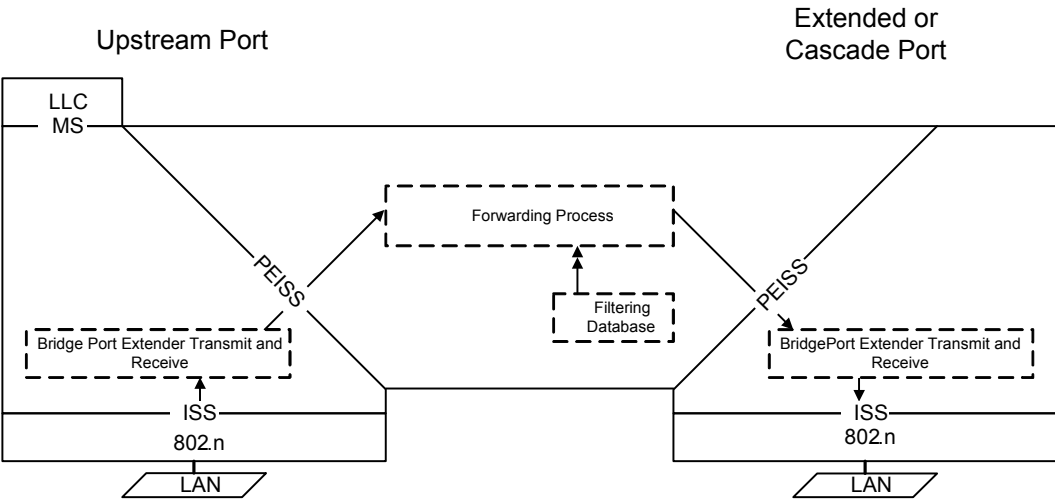 Upstream Port
Extended or
Cascade Port
LLC
MS
Forwarding Process
PEISS
PEISS
Filtering
Database
Bridge Port Extender Transmit and
Receive
BridgePort Extender Transmit and
Receive
ISS
ISS
802.n
802.n
LAN
LAN